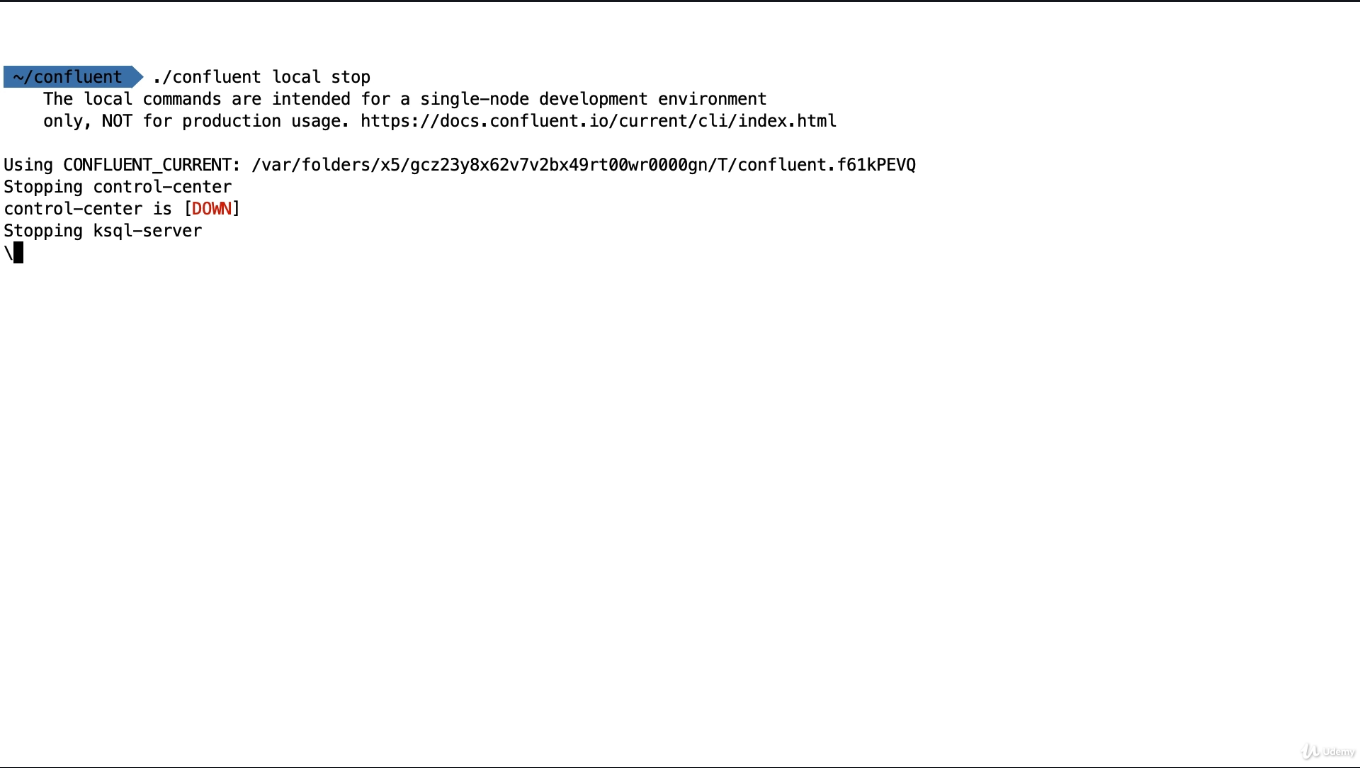 ~/confluent ./confluent local stop
The local commands are intended for a single-node development environment
only, NOT for production usage. https://docs.confluent.io/current/cli/index.html
Using CONFLUENT_CURRENT: /var/folders/x5/gcz23y8x62v7v2bx49rt00wr0000gn/T/confluent.f61kPEVQ
Stopping control-center
control-center is [DOWN]
Stopping ksql-server
\
Udemy